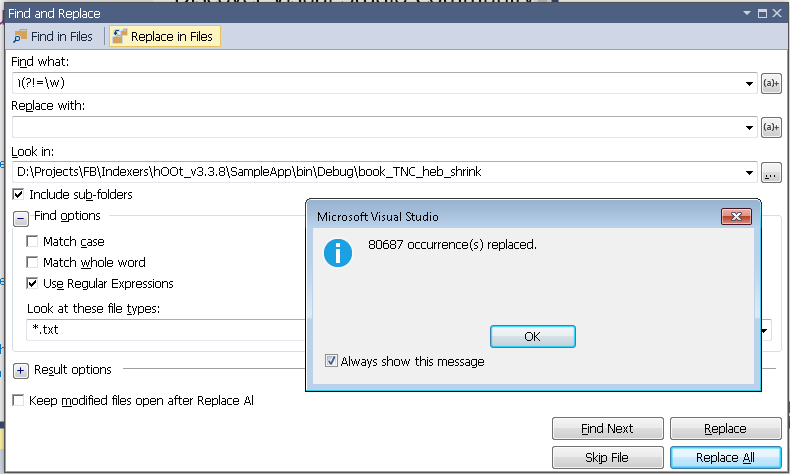 Find and Replace
Find in Files
Replace in Files
Find what:
ו(?!=\w)
(a)+
Replace with:
(a)+
Look in:
D:\Projects\FB\Indexers\hOOt_v3.3.8\SampleApp\bin\Debug\book_TNC_heb_shrink
...
Include sub-folders
Find options
Match case
Match whole word
Use Regular Expressions
Look at these file types:
*.txt
Result options
Keep modified files open after Replace Al
Microsoft Visual Studio
80687 occurrence(s) replaced.
OK
Always show this message
Find Next
Replace
Skip File
Replace All